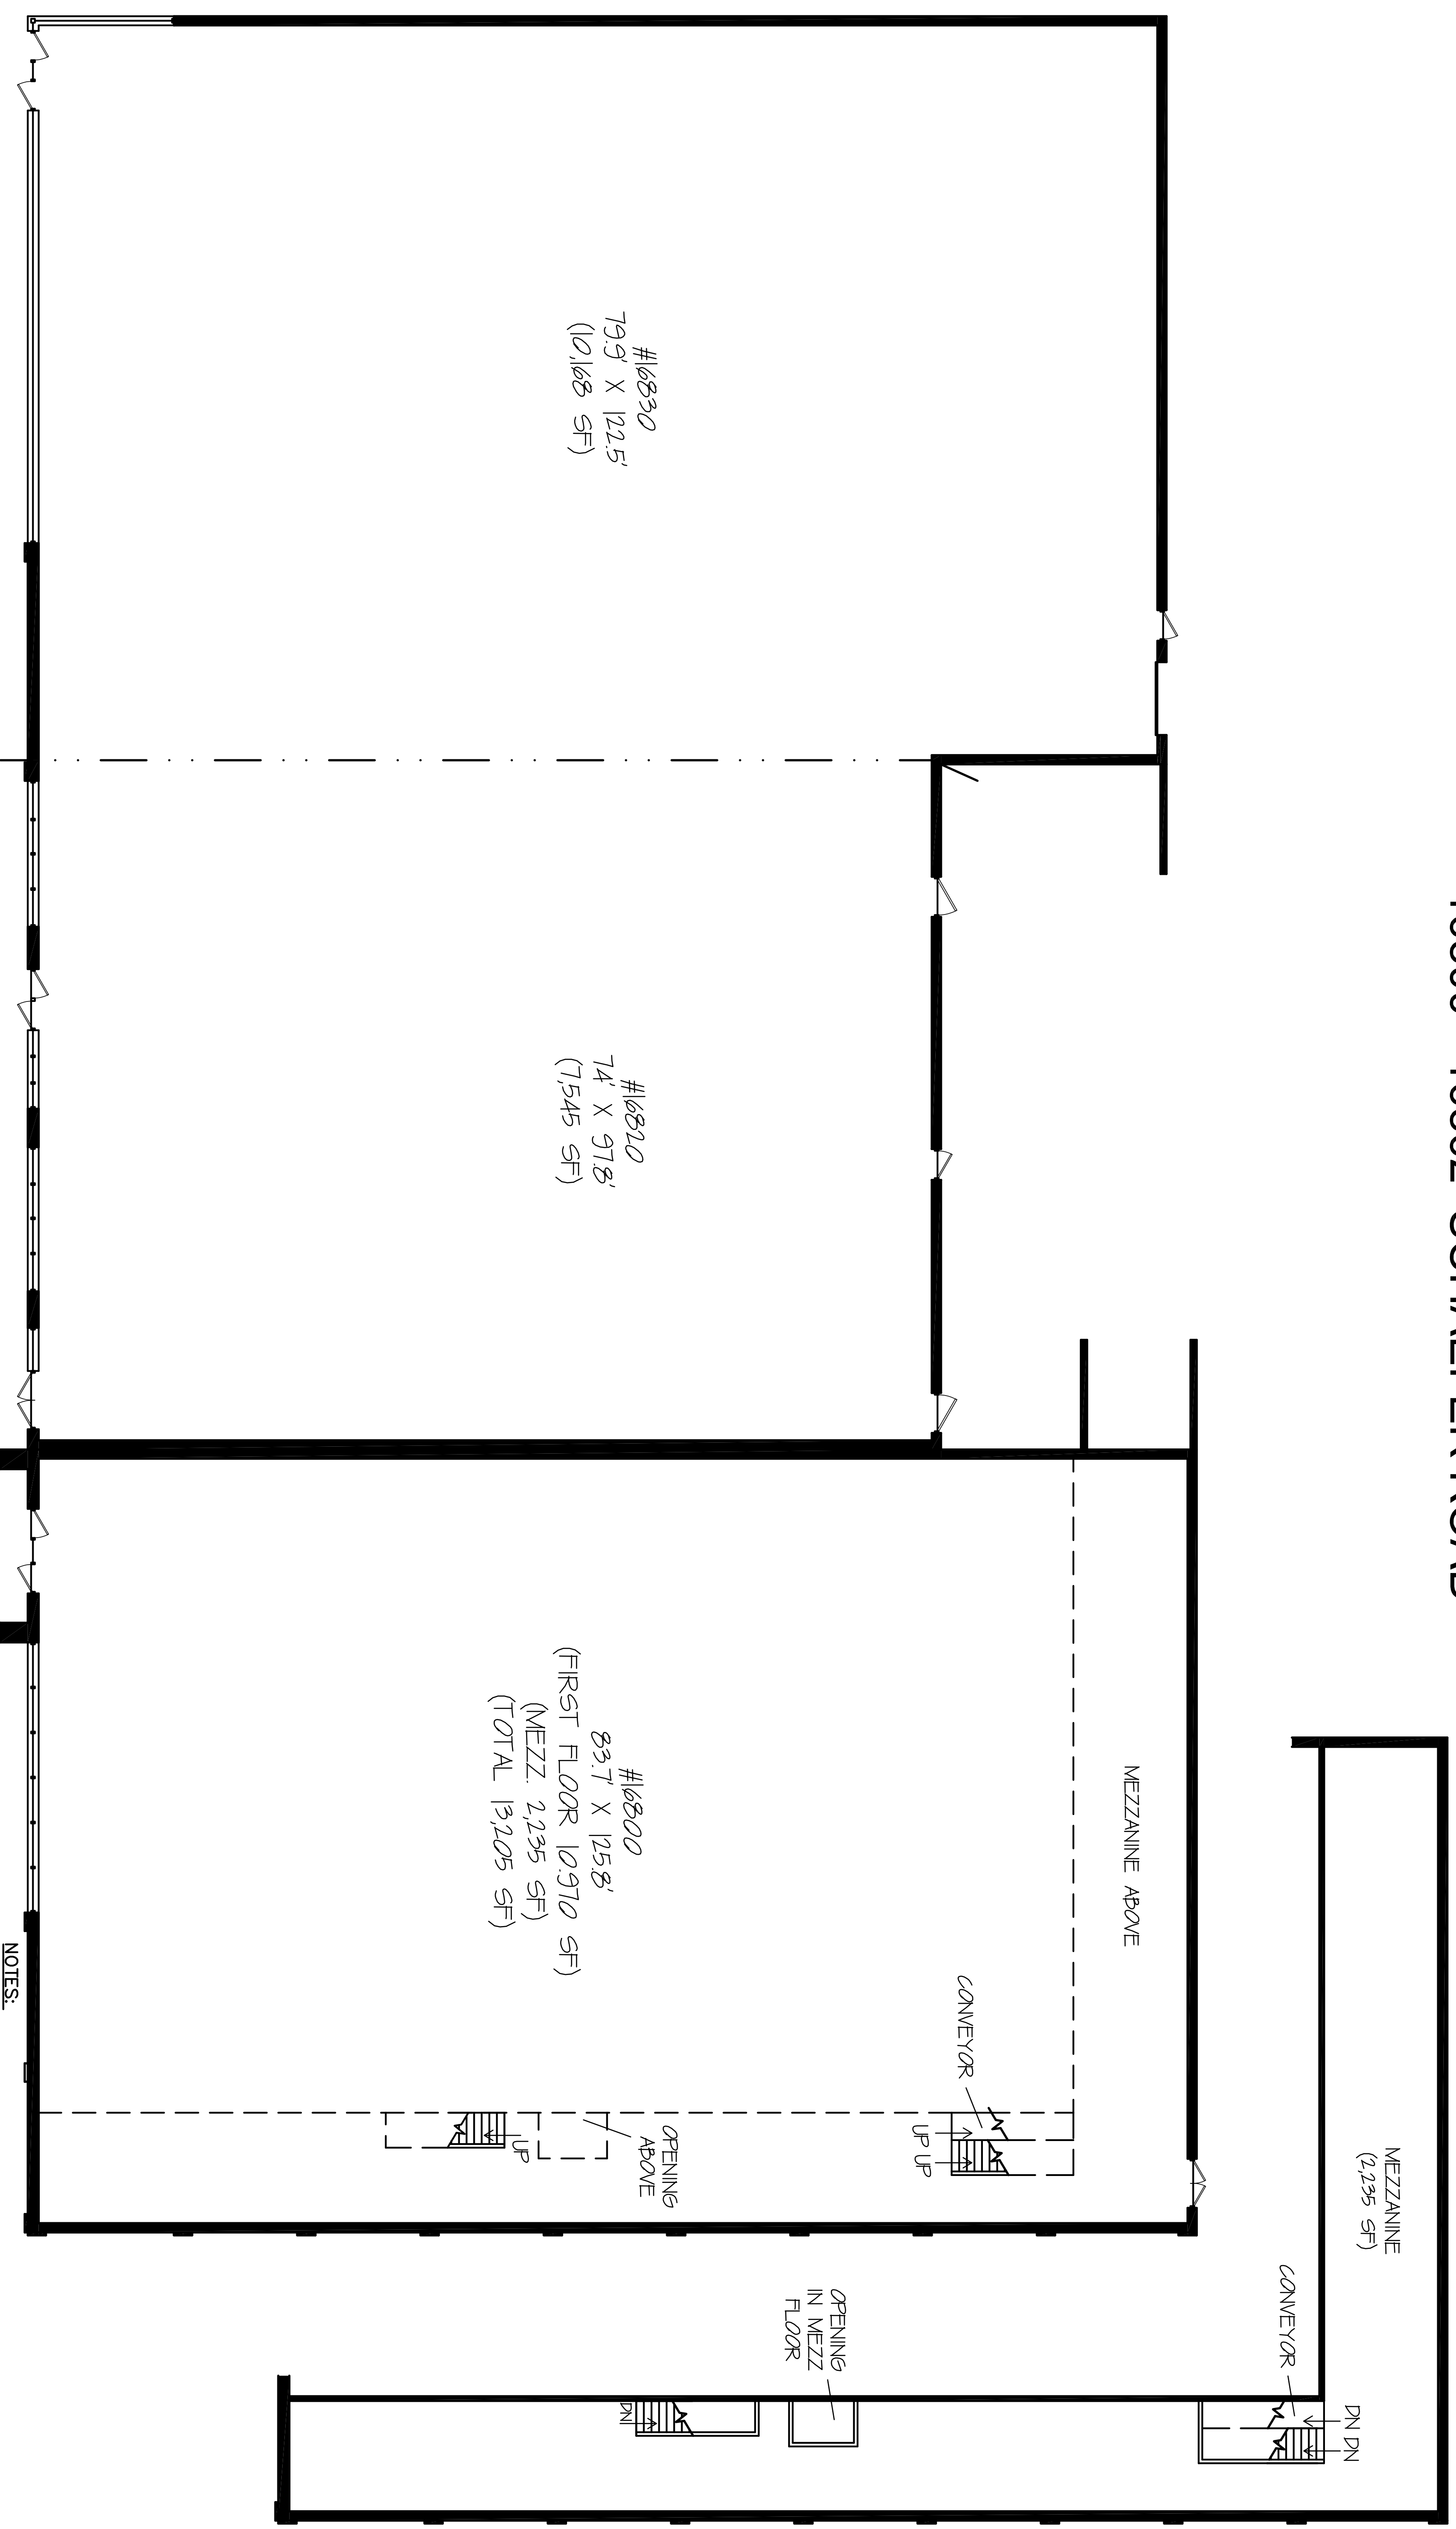 #16830
79.9' X 122.5'
(10,168 SF)
#16820
74' X 97.8'
(7,545 SF)
#16800
83.7' X 125.8'
(FIRST FLOOR 10.970 SF)
(MEZZ. 2,235 SF)
(TOTAL 13,205 SF)
MEZZANINE ABOVE
CONVEYOR
UP UP
OPENING
ABOVE
UP
MEZZANINE
(2,235 SF)
CONVEYOR
DN DN
OPENING
IN MEZZ
FLOOR
DN
NOTES:
ROAD